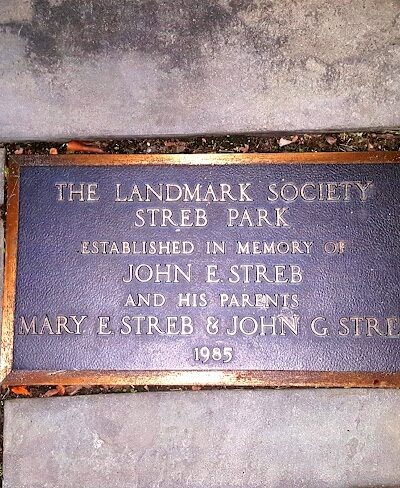 THE LANDMARK SOCIETY
STREB PARK
ESTABLISHED IN MEMORY OF
JOHN E. STREB
AND HIS PARENTS
MARY E. STREB & JOHN G. STRE
1985